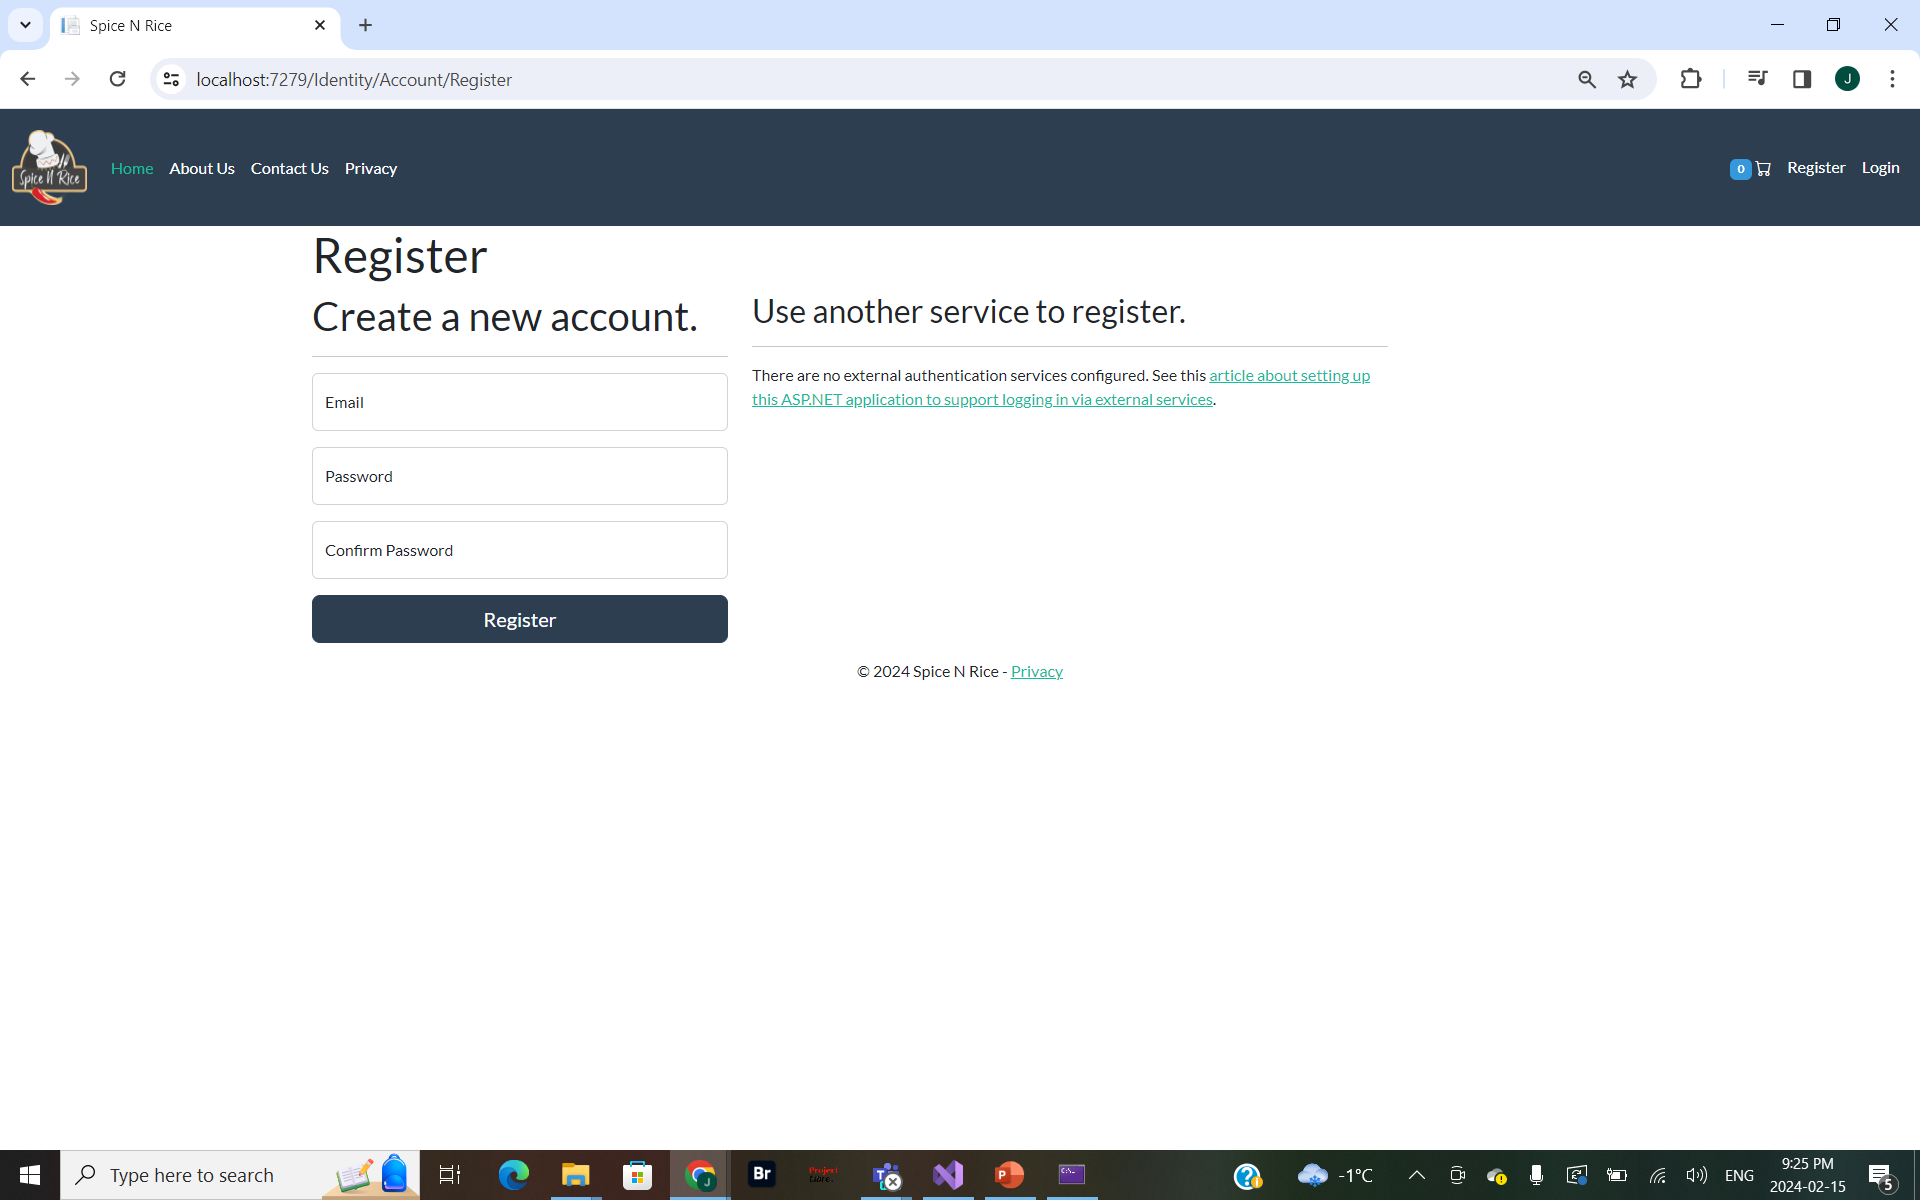 Spice N Rice
localhost:7279/Identity/Account/Register
J
Spice N Rice
Home
About Us
Contact Us
Privacy
0
Register
Login
Register
Create a new account.
Email
Password
Confirm Password
Register
Use another service to register.
There are no external authentication services configured. See this article about setting up
this ASP.NET application to support logging in via external services.
© 2024 Spice N Rice - Privacy
Type here to search
J
Br
Project
Libre
T
P
C:\
-1°C
ENG
9:25 PM
2024-02-15
5